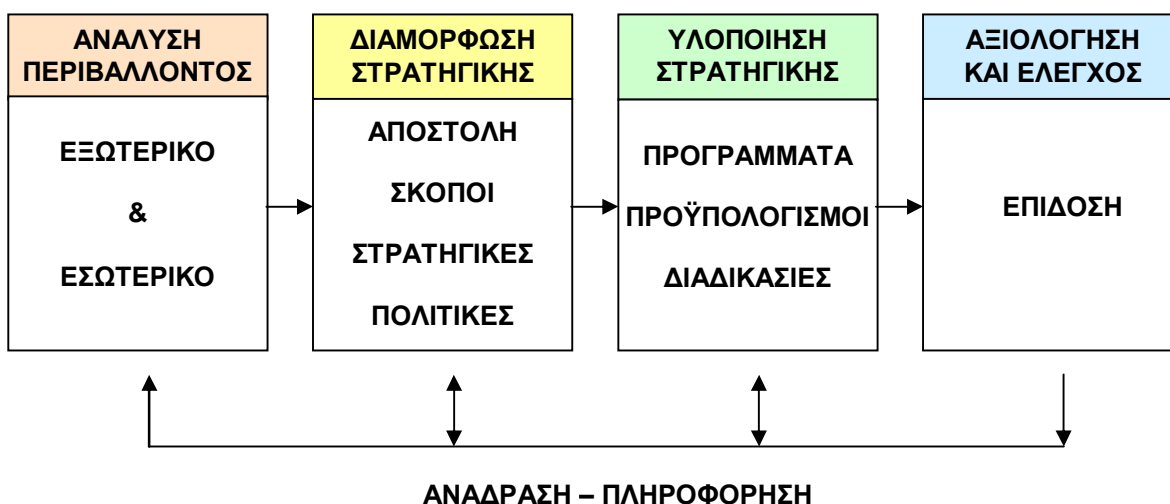 ΑΝΑΛΥΣΗ
ΠΕΡΙΒΑΛΛΟΝΤΟΣ
ΕΞΩΤΕΡΙΚΟ
&
ΕΣΩΤΕΡΙΚΟ
ΔΙΑΜΟΡΦΩΣΗ
ΣΤΡΑΤΗΓΙΚΗΣ
ΑΠΟΣΤΟΛΗ
ΣΚΟΠΟΙ
ΣΤΡΑΤΗΓΙΚΕΣ
ΠΟΛΙΤΙΚΕΣ
ΥΛΟΠΟΙΗΣΗ
ΣΤΡΑΤΗΓΙΚΗΣ
ΠΡΟΓΡΑΜΜΑΤΑ
ΠΡΟΫΠΟΛΟΓΙΣΜΟΙ
ΔΙΑΔΙΚΑΣΙΕΣ
ΑΞΙΟΛΟΓΗΣΗ
ΚΑΙ ΕΛΕΓΧΟΣ
ΕΠΙΔΟΣΗ
ΑΝΑΔΡΑΣΗ – ΠΛΗΡΟΦΟΡΗΣΗ